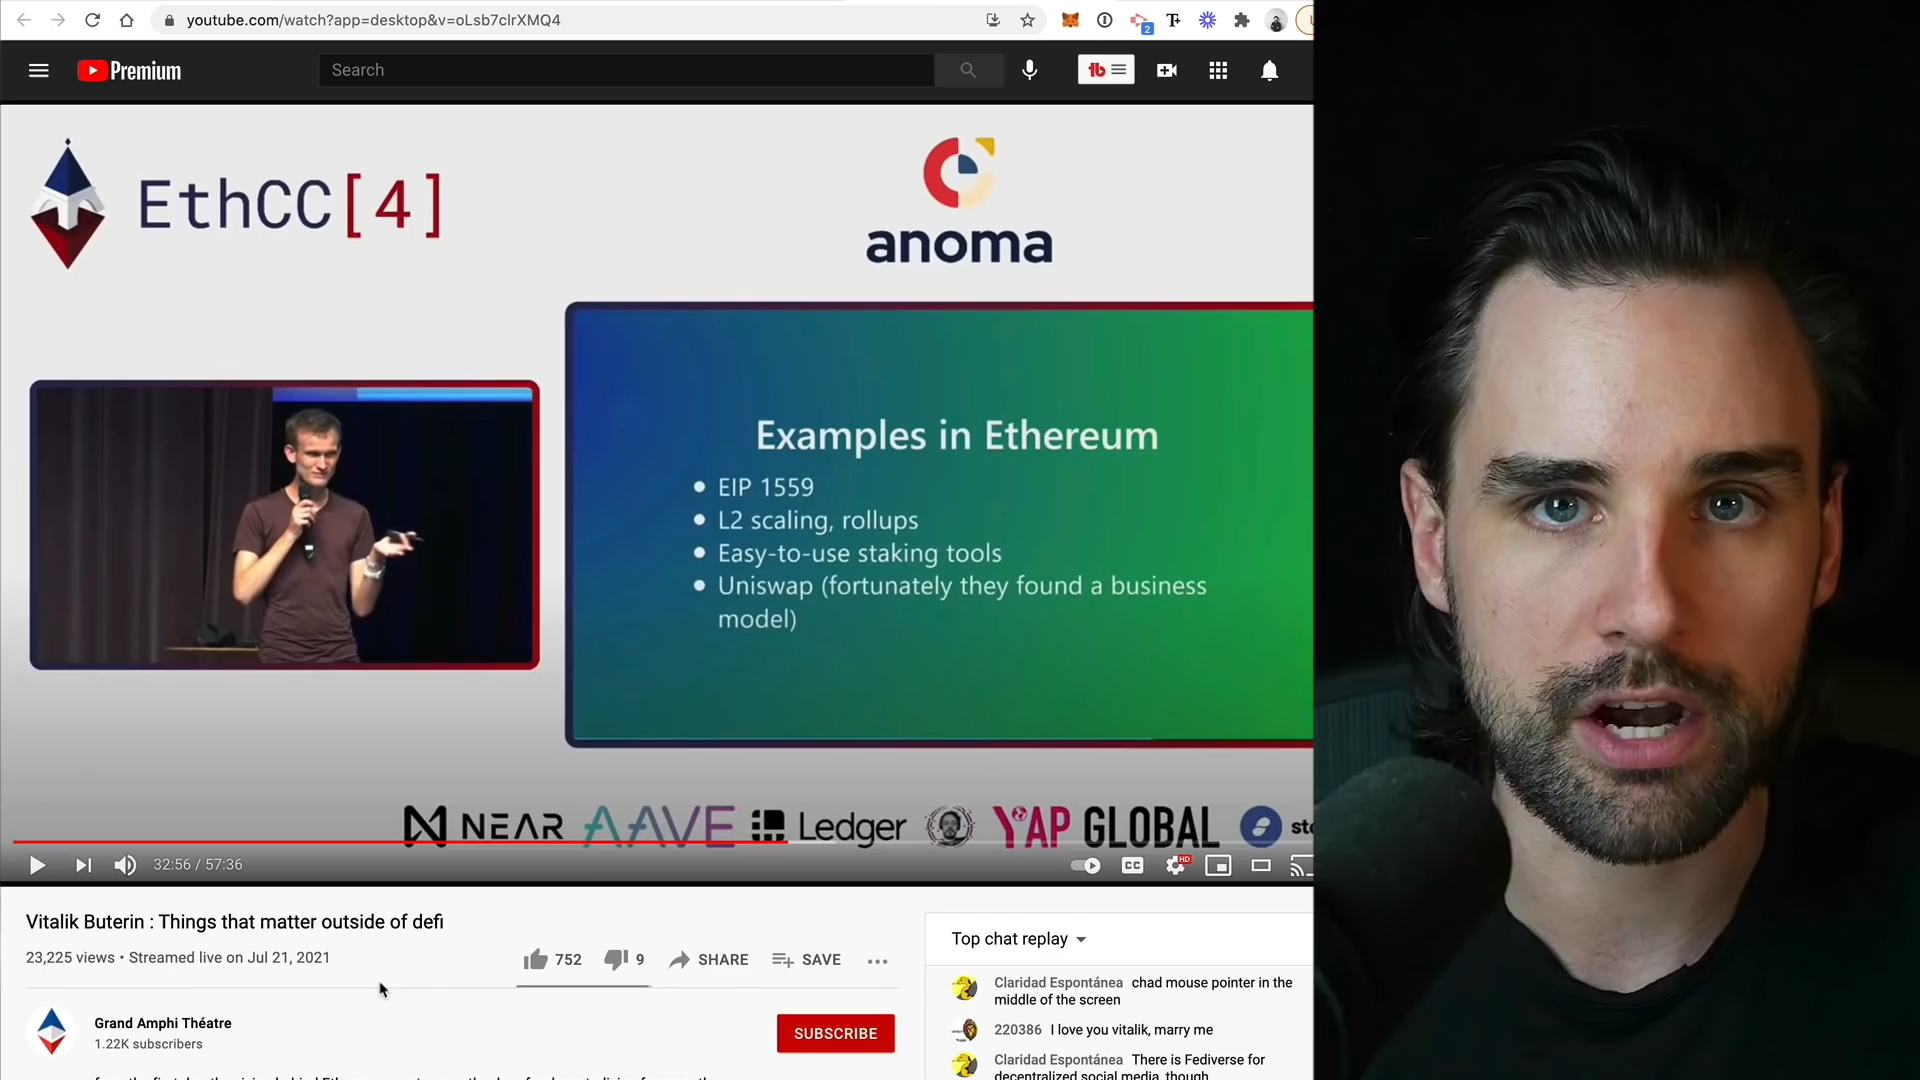 youtube.com/watch?app=desktop&v=oLsb7clrXMQ4
2
Premium
Search
EthCC[4]
anoma
Examples in Ethereum
EIP 1559
L2 scaling, rollups
Easy-to-use staking tools
Uniswap (fortunately they found a business
model)
NEAR AAVE Ledger YAP GLOBAL
32:56 / 57:36
CC HD
Vitalik Buterin : Things that matter outside of defi
23,225 views • Streamed live on Jul 21, 2021
752 9 SHARE SAVE
Grand Amphi Théatre
1.22K subscribers
SUBSCRIBE
Top chat replay
Claridad Espontánea chad mouse pointer in the
middle of the screen
220386 I love you vitalik, marry me
Claridad Espontánea There is Fediverse for
decentralized social media, though